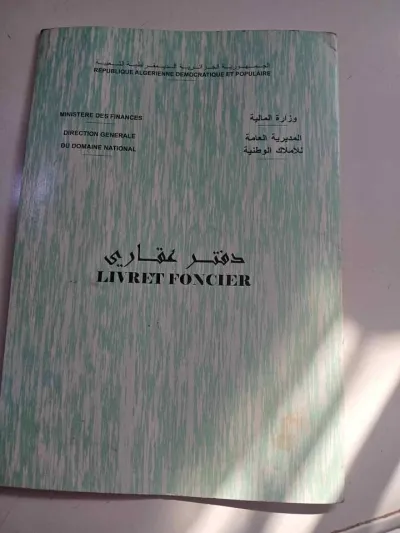 الجمهورية الجزائرية الديمقراطية الشعبية
REPUBLIQUE ALGERIENNE DEMOCRATIQUE ET POPULAIRE
MINISTERE DES FINANCES
وزارة المالية
DIRECTION GENERALE
المديرية العامة
DU DOMAINE NATIONAL
للأملاك الوطنية
دفتر عقاري
LIVRET FONCIER